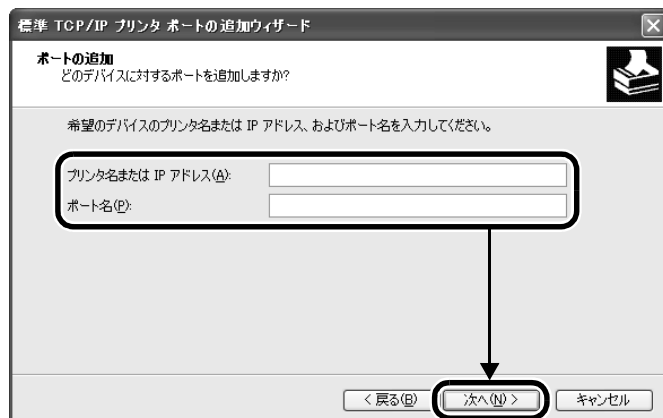 標準 TCP/IP プリンタ ポートの追加ウィザード
ポートの追加
どのデバイスに対するポートを追加しますか?
希望のデバイスのプリンタ名または IP アドレス、およびポート名を入力してください。
プリンタ名または IP アドレス(A):
ポート名(P):
< 戻る(B)
次へ(N) >
キャンセル